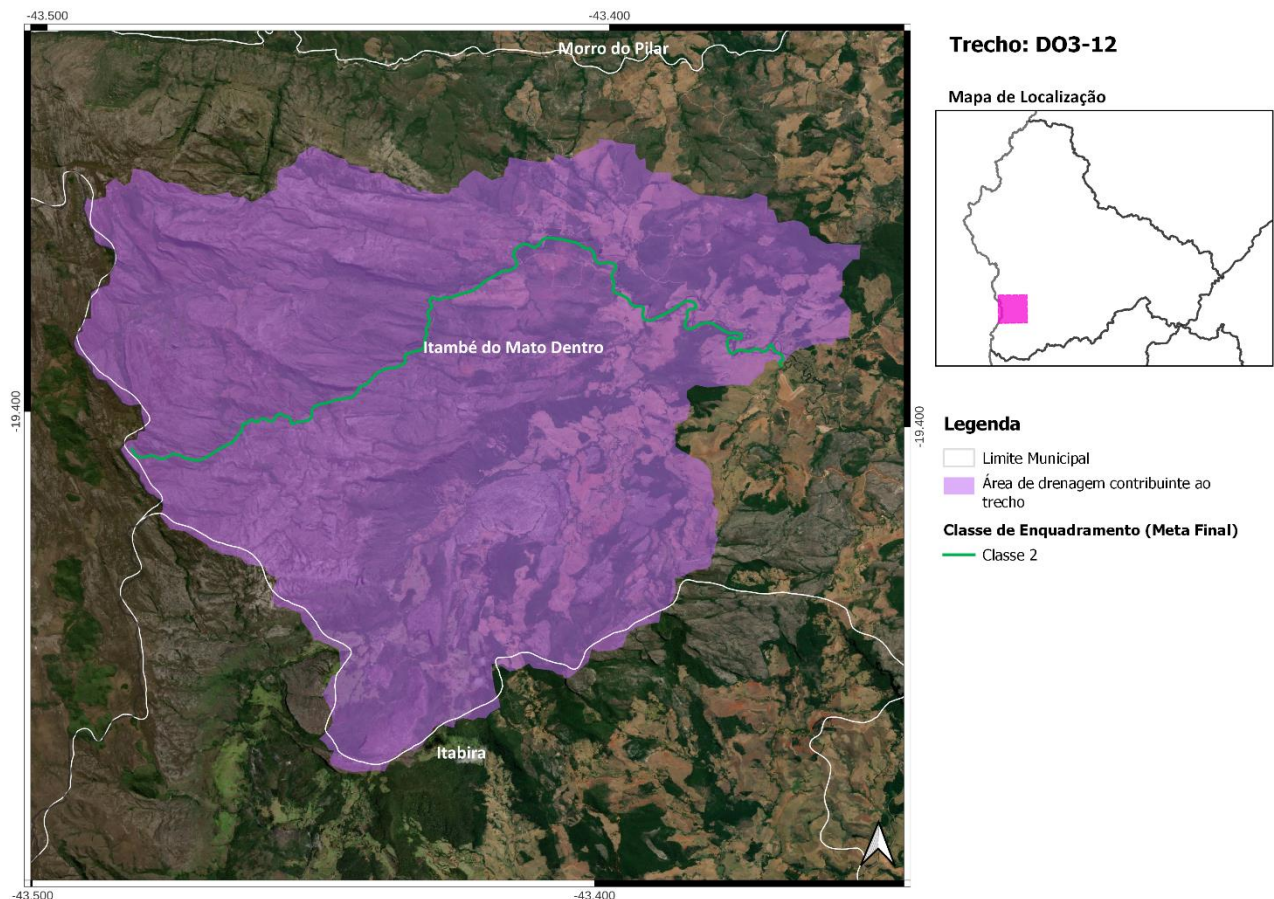 -43.500
-43.400
Morro do Pilar
Itambé do Mato Dentro
Itabira
-19.400
-19.400
-43.500
-43.400
Trecho: DO3-12
Mapa de Localização
Legenda
Limite Municipal
Área de drenagem contribuinte ao
trecho
Classe de Enquadramento (Meta Final)
Classe 2